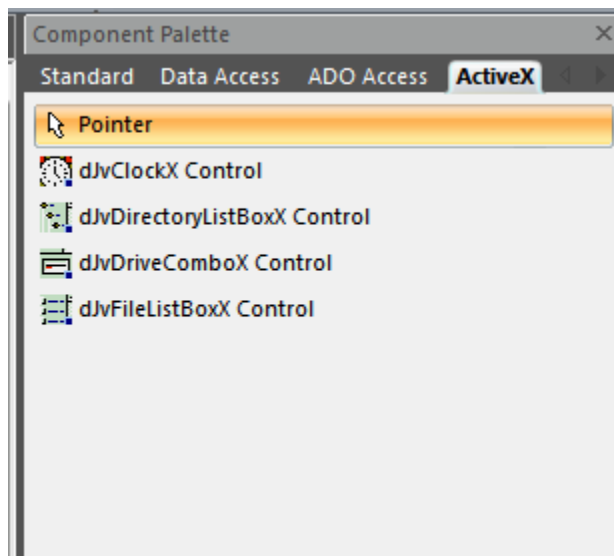 Component Palette
Standard Data Access ADO Access ActiveX
Pointer
dJvClockX Control
dJvDirectoryListBoxX Control
dJvDriveComboX Control
dJvFileListBoxX Control